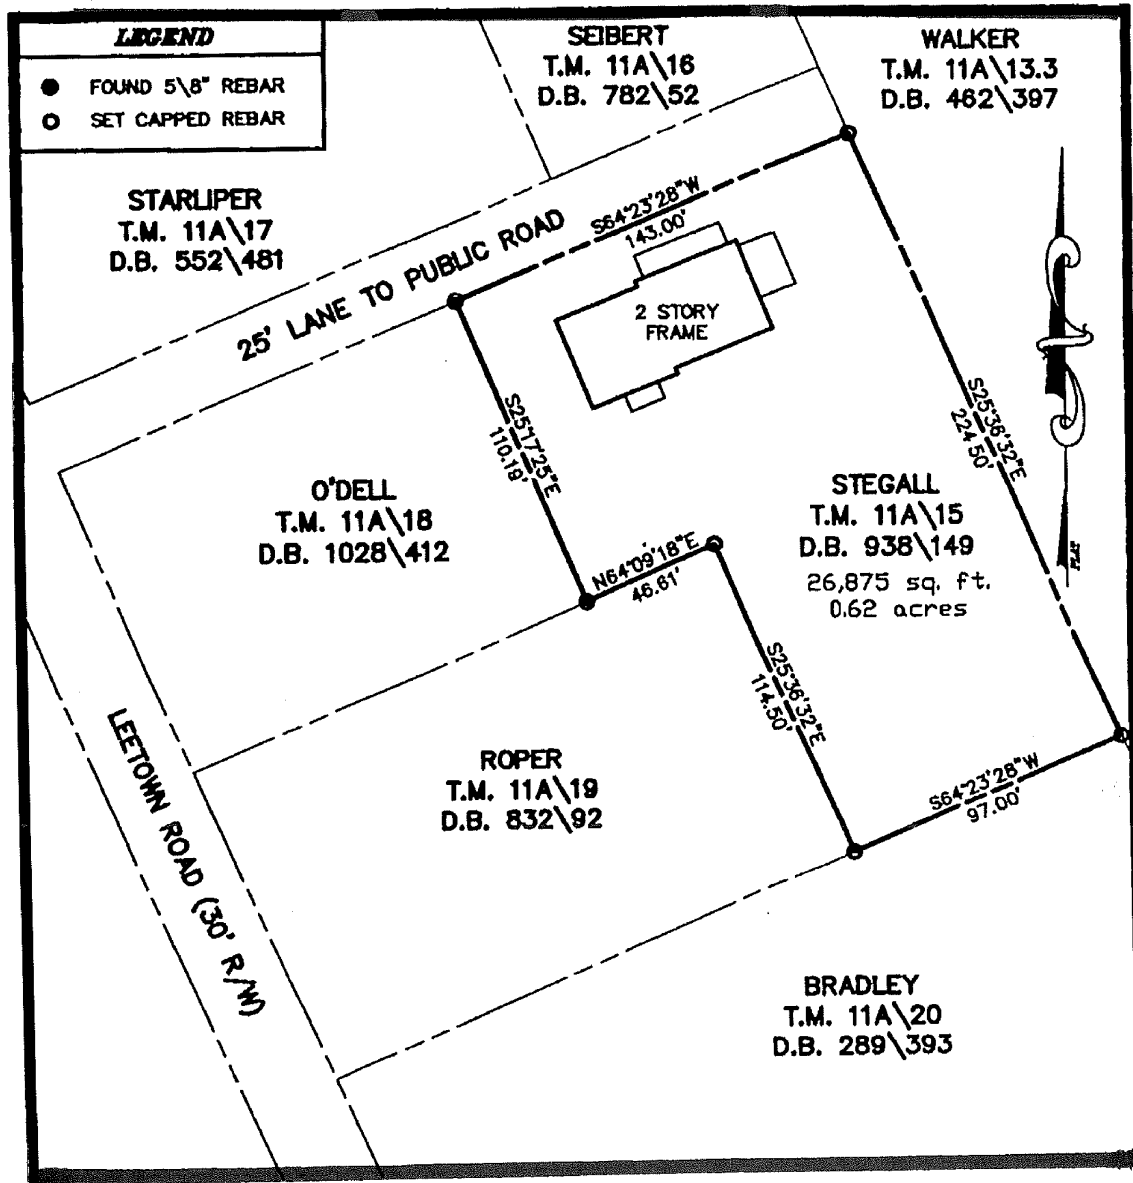 LEGEND
FOUND 5\8" REBAR
SET CAPPED REBAR
SEIBERT
T.M. 11A\16
D.B. 782\52
WALKER
T.M. 11A\13.3
D.B. 462\397
STARLIPER
T.M. 11A\17
D.B. 552\481
25' LANE TO PUBLIC ROAD
S64°23'28"W
143.00'
2 STORY
FRAME
S25°17'25"E
110.19'
S25°36'32"E
224.50'
O'DELL
T.M. 11A\18
D.B. 1028\412
STEGALL
T.M. 11A\15
D.B. 938\149
26,875 sq. ft.
0.62 acres
PLAT
N64°09'18"E
46.61'
S25°36'32"E
114.50'
LEETOWN ROAD (30' R/W)
ROPER
T.M. 11A\19
D.B. 832\92
S64°23'28"W
97.00'
BRADLEY
T.M. 11A\20
D.B. 289\393